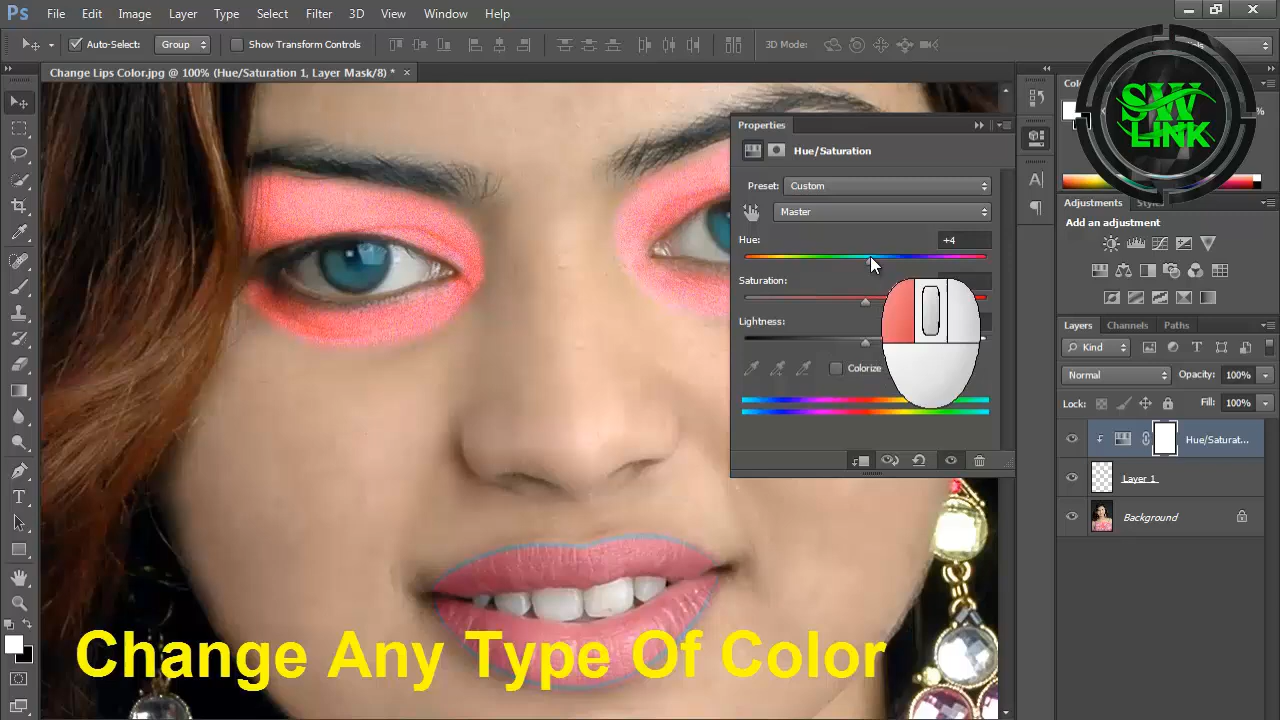 Ps File Edit Image Layer Type Select Filter 3D View Window Help
Auto-Select: Group Show Transform Controls 3D Mode:
Change Lips Color.jpg @ 100% (Hue/Saturation 1, Layer Mask/8) * ×
Properties
Hue/Saturation
Preset: Custom
Master
Hue: +4
Saturation:
Lightness:
Colorize
SW
LINK
%
Adjustments
Add an adjustment
Layers Channels Paths
Kind
Normal Opacity: 100%
Lock: Fill: 100%
Hue/Saturat...
Layer 1
Background
Change Any Type Of Color